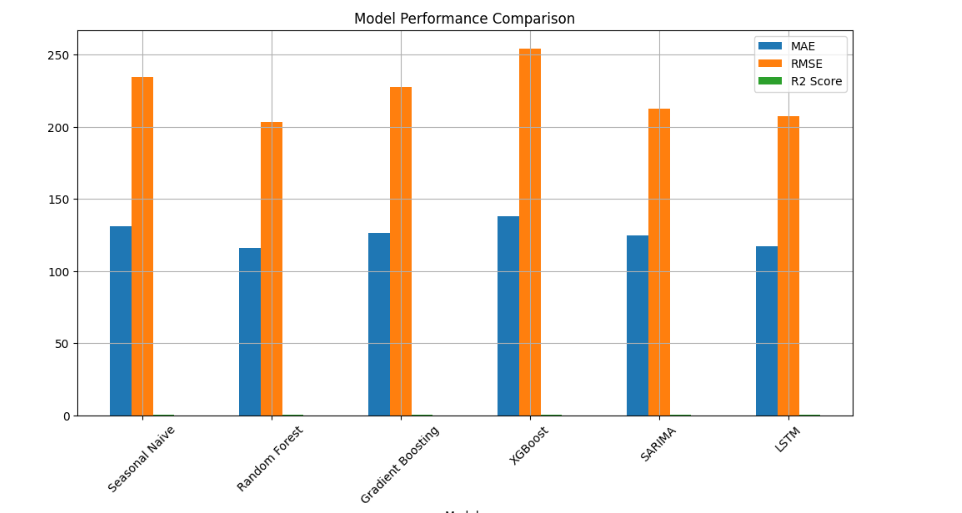 Model Performance Comparison
MAE
RMSE
R2 Score
250
200
150
100
50
0
Seasonal Naive
Random Forest
Gradient Boosting
XGBoost
SARIMA
LSTM